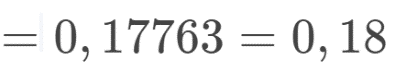 = 0, 17763 = 0, 18